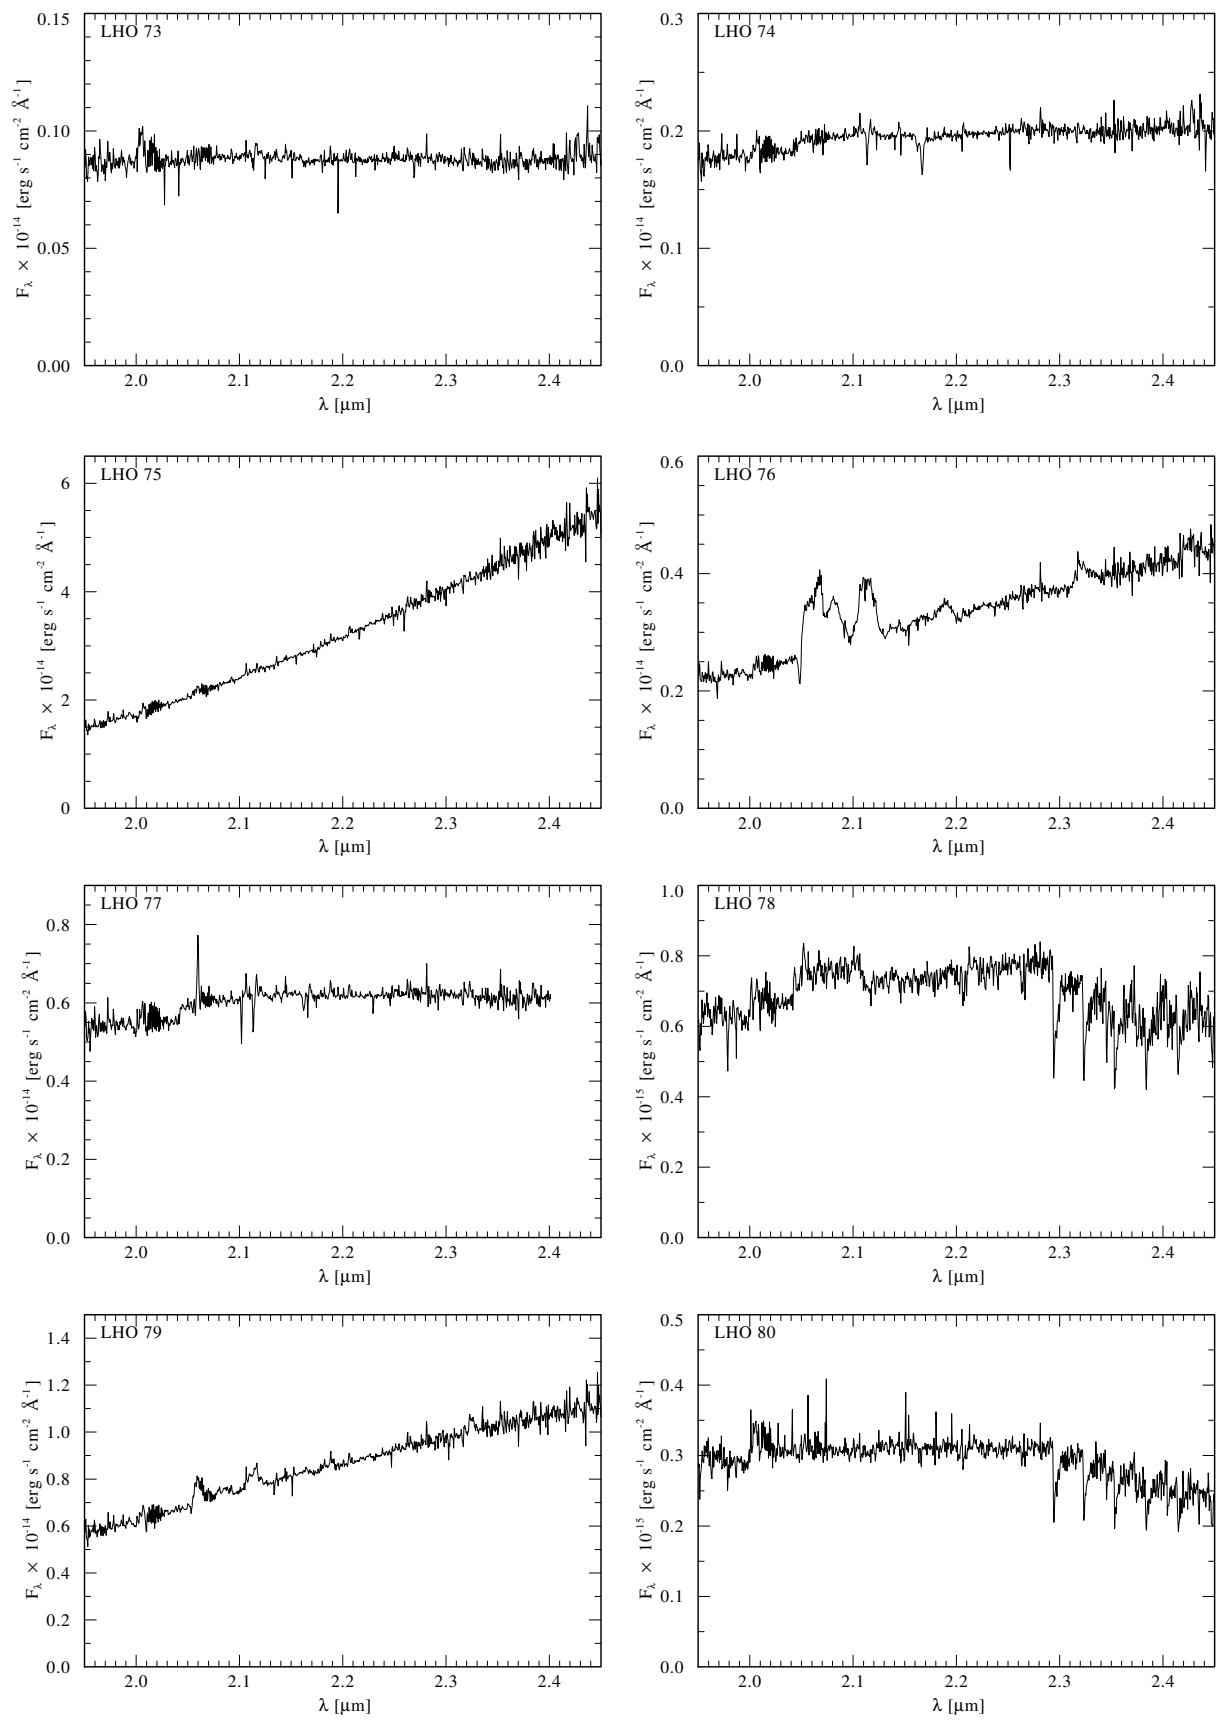 LHO 73
0.15
0.10
0.05
0.00
F_λ × 10^-14 [erg s^-1 cm^-2 Å^-1]
2.0 2.1 2.2 2.3 2.4
λ [μm]
LHO 74
0.3
0.2
0.1
0.0
F_λ × 10^-14 [erg s^-1 cm^-2 Å^-1]
2.0 2.1 2.2 2.3 2.4
λ [μm]
LHO 75
6
4
2
0
F_λ × 10^-14 [erg s^-1 cm^-2 Å^-1]
2.0 2.1 2.2 2.3 2.4
λ [μm]
LHO 76
0.6
0.4
0.2
0.0
F_λ × 10^-14 [erg s^-1 cm^-2 Å^-1]
2.0 2.1 2.2 2.3 2.4
λ [μm]
LHO 77
0.8
0.6
0.4
0.2
0.0
F_λ × 10^-14 [erg s^-1 cm^-2 Å^-1]
2.0 2.1 2.2 2.3 2.4
λ [μm]
LHO 78
1.0
0.8
0.6
0.4
0.2
0.0
F_λ × 10^-15 [erg s^-1 cm^-2 Å^-1]
2.0 2.1 2.2 2.3 2.4
λ [μm]
LHO 79
1.4
1.2
1.0
0.8
0.6
0.4
0.2
0.0
F_λ × 10^-14 [erg s^-1 cm^-2 Å^-1]
2.0 2.1 2.2 2.3 2.4
λ [μm]
LHO 80
0.5
0.4
0.3
0.2
0.1
0.0
F_λ × 10^-15 [erg s^-1 cm^-2 Å^-1]
2.0 2.1 2.2 2.3 2.4
λ [μm]